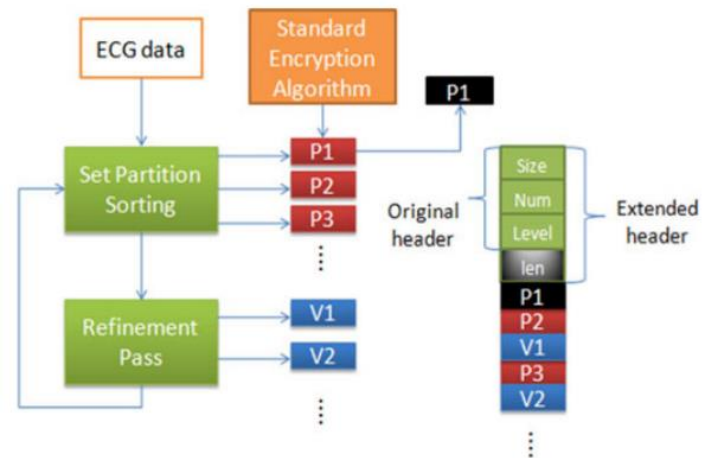 ECG data
Standard
Encryption
Algorithm
P1
Set Partition
Sorting
P1
P2
P3
Refinement
Pass
V1
V2
Original
header
Size
Num
Level
len
P1
P2
V1
P3
V2
Extended
header